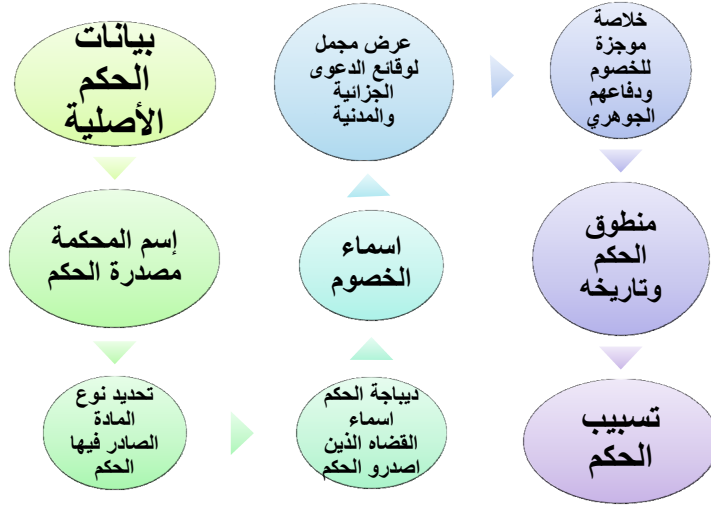 بيانات
الحكم
الأصلية
إسم المحكمة
مصدرة الحكم
تحديد نوع
المادة
الصادر فيها
الحكم
ديباجة الحكم
اسماء
القضاه الذين
اصدرو الحكم
اسماء
الخصوم
عرض مجمل
لوقائع الدعوى
الجزائية
والمدنية
خلاصة
موجزة
للخصوم
ودفاعهم
الجوهري
منطوق
الحكم
وتاريخه
تسبيب
الحكم